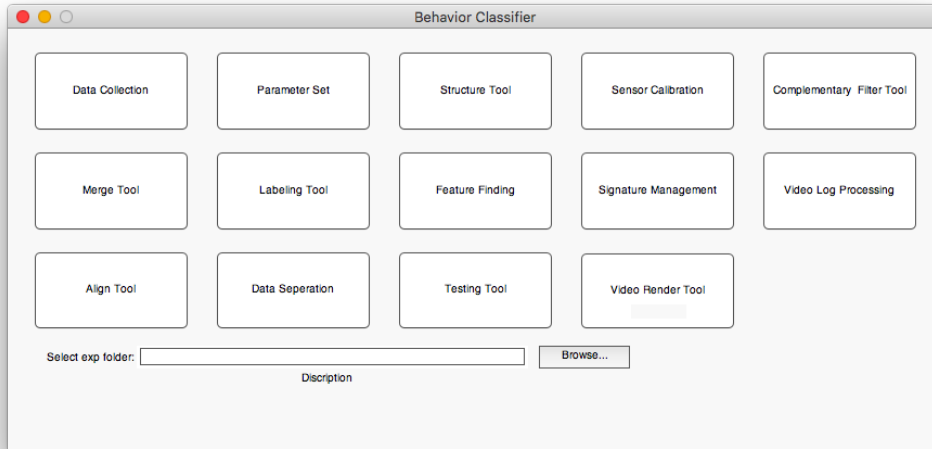 Behavior Classifier
Data Collection
Parameter Set
Structure Tool
Sensor Calibration
Complementary Filter Tool
Merge Tool
Labeling Tool
Feature Finding
Signature Management
Video Log Processing
Align Tool
Data Seperation
Testing Tool
Video Render Tool
Select exp folder:
Browse...
Discription